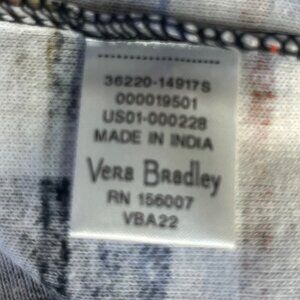 36220-14917S
000019501
US01-000228
MADE IN INDIA
Vera Bradley
RN 156007
VBA22